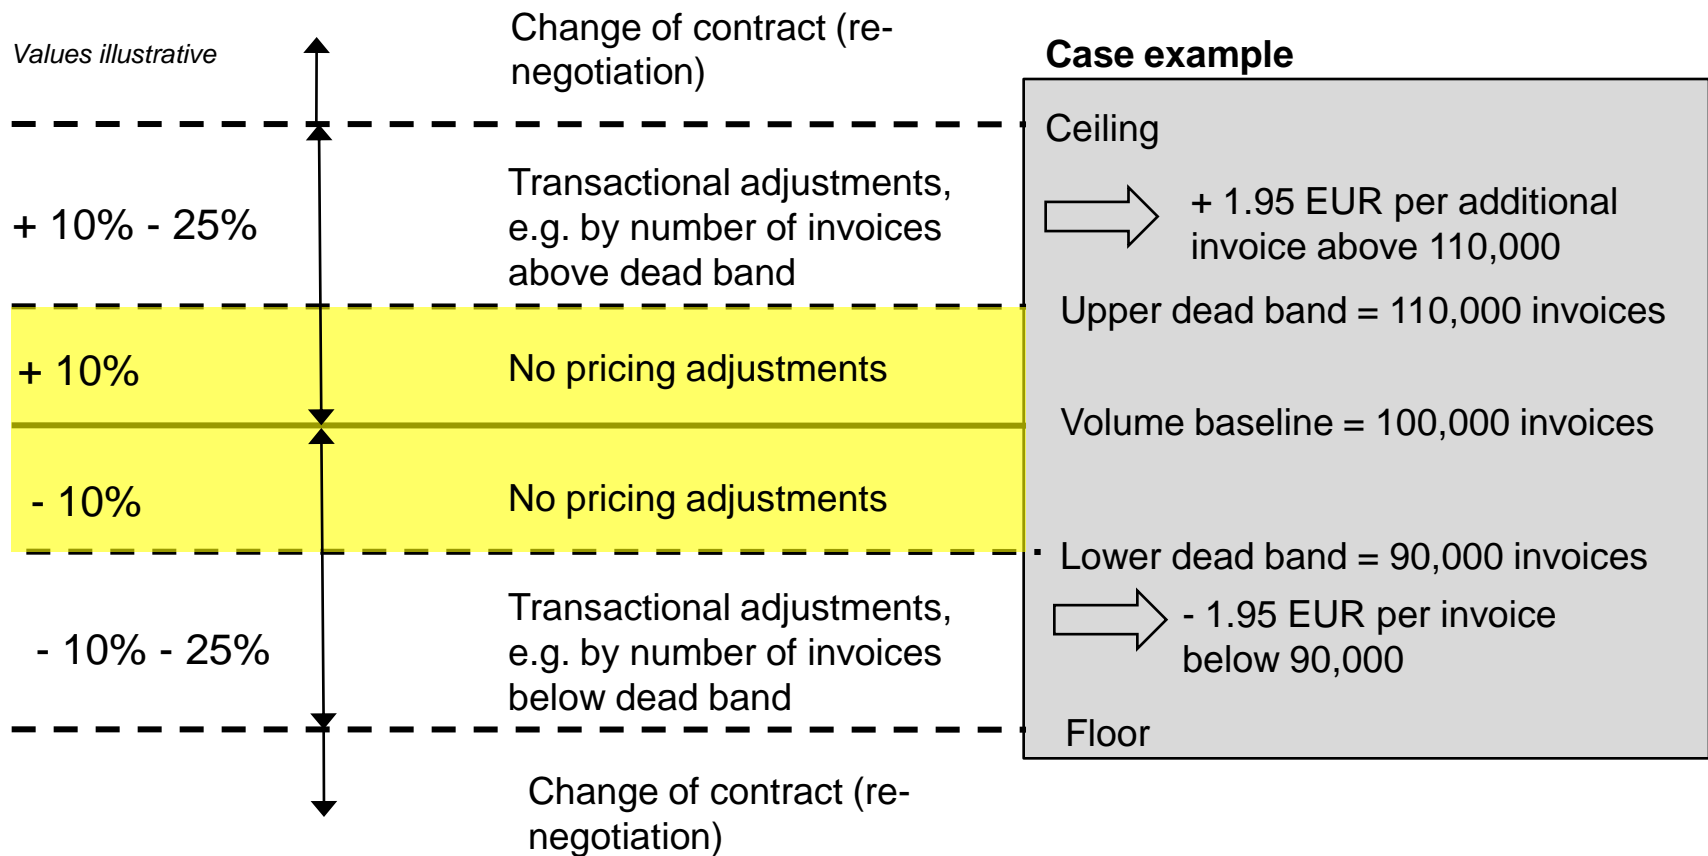 Values illustrative
Change of contract (re-
negotiation)
Case example
Ceiling
+ 10% - 25%
Transactional adjustments,
e.g. by number of invoices
above dead band
+ 1.95 EUR per additional
invoice above 110,000
Upper dead band = 110,000 invoices
+ 10%
No pricing adjustments
Volume baseline = 100,000 invoices
- 10%
No pricing adjustments
Lower dead band = 90,000 invoices
- 10% - 25%
Transactional adjustments,
e.g. by number of invoices
below dead band
- 1.95 EUR per invoice
below 90,000
Floor
Change of contract (re-
negotiation)